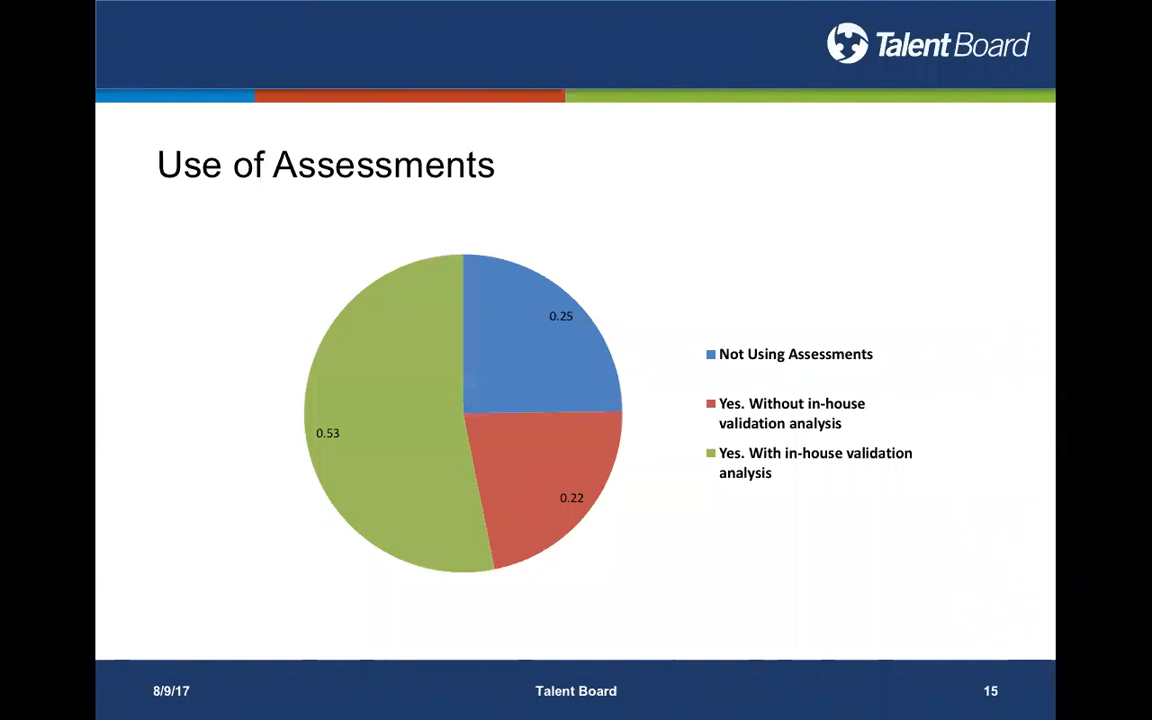 Talent Board
Use of Assessments
0.25
0.53
0.22
Not Using Assessments
Yes. Without in-house
validation analysis
Yes. With in-house validation
analysis
8/9/17
Talent Board
15